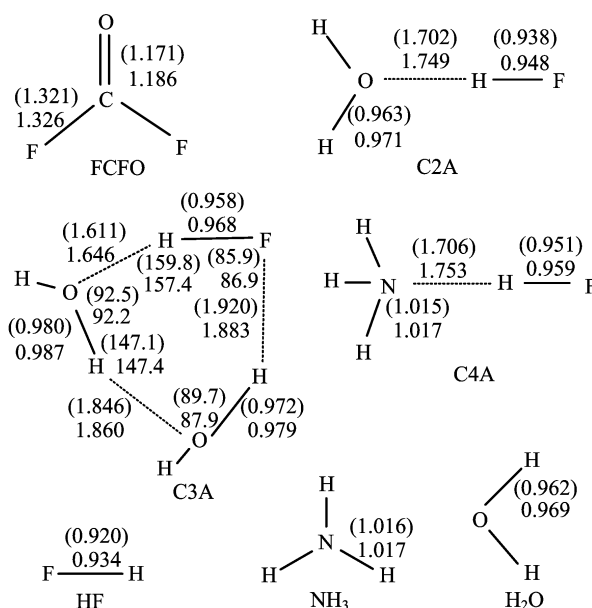 O
(1.171)
1.186
(1.321)
1.326
C
F
F
FCFO
H
(1.702)
1.749
(0.938)
0.948
O
H
F
(0.963)
0.971
H
C2A
(0.958)
0.968
(1.611)
1.646
H
F
(159.8)
157.4
(85.9)
86.9
H
O
(92.5)
92.2
(1.920)
1.883
(0.980)
0.987
(147.1)
147.4
H
H
(1.846)
1.860
(89.7)
87.9
(0.972)
0.979
O
H
C3A
H
(1.706)
1.753
(0.951)
0.959
H
N
H
F
(1.015)
1.017
H
C4A
(0.920)
0.934
F
H
HF
H
(1.016)
1.017
N
H
H
NH₃
H
(0.962)
0.969
O
H
H₂O